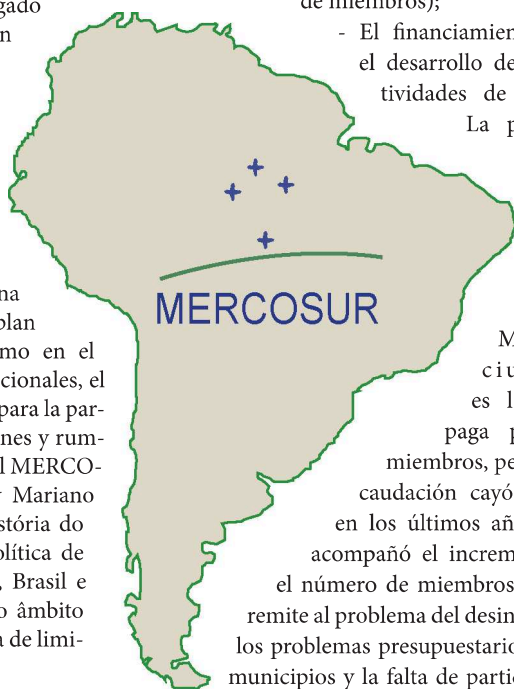 gado
n
MERCOSUR
na
plan
mo en el
cionales, el
para la par-
nes y rum-
l MERCO-
Mariano
stória do
olítica de
, Brasil e
o âmbito
a de limi-
de miembros);
- El financiamien
el desarrollo de
tividades de
La p
M
ciu
es l
paga p
miembros, pe
caudación cayó
en los últimos añ
acompañó el increm
el número de miembros
remite al problema del desin
los problemas presupuestario
municipios y la falta de partic